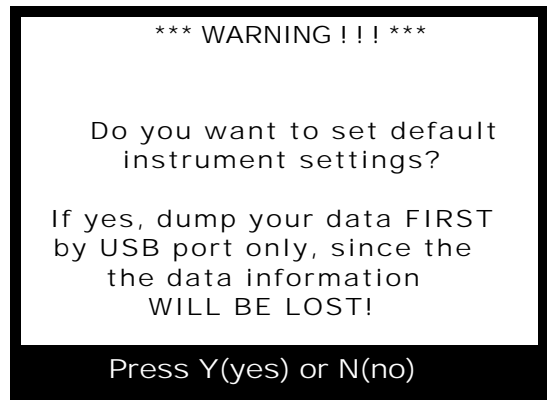 *** WARNING ! ! ! ***
Do you want to set default
instrument settings?
If yes, dump your data FIRST
by USB port only, since the
the data information
WILL BE LOST!
Press Y(yes) or N(no)